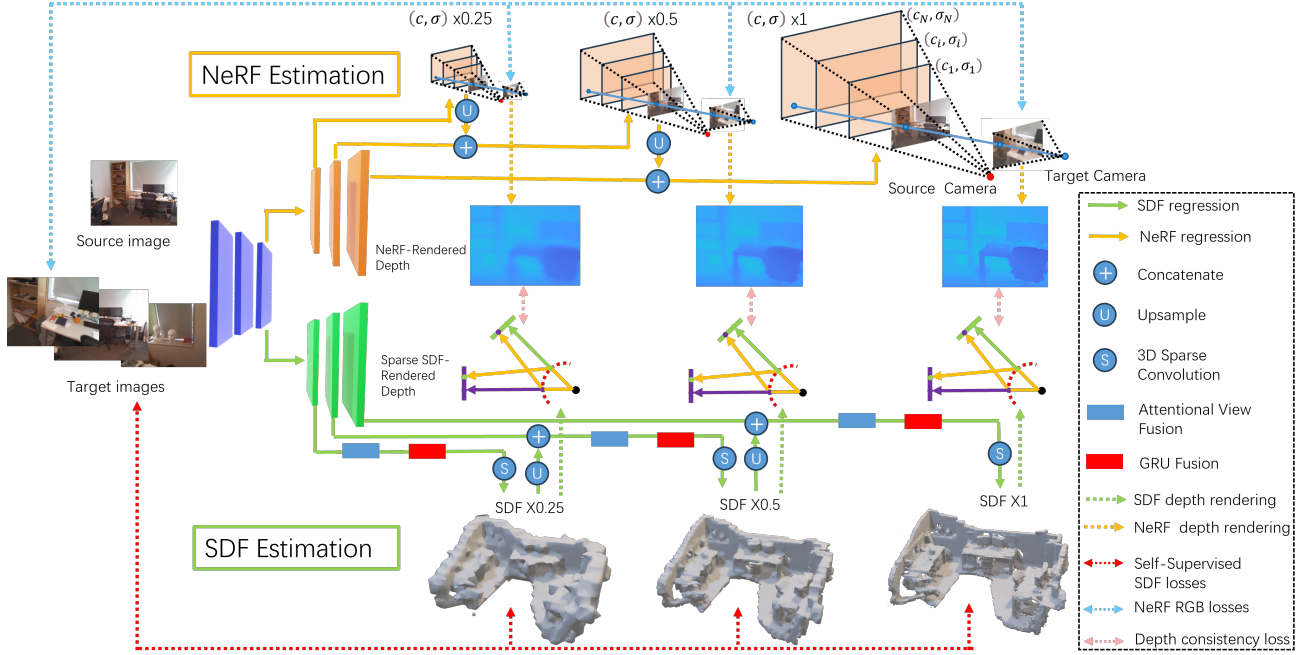 (c, σ) x0.25
(c, σ) x0.5
(c, σ) x1
(c_N, σ_N)
(c_i, σ_i)
(c_1, σ_1)
NeRF Estimation
U
+
U
+
Source Camera
Target Camera
Source image
NeRF-Rendered
Depth
Target images
Sparse SDF-
Rendered
Depth
+
S
U
+
S
U
S
SDF X0.25
SDF X0.5
SDF X1
SDF Estimation
SDF regression
NeRF regression
+
Concatenate
U
Upsample
S
3D Sparse
Convolution
Attentional View
Fusion
GRU Fusion
SDF depth rendering
NeRF depth rendering
Self-Supervised
SDF losses
NeRF RGB losses
Depth consistency loss